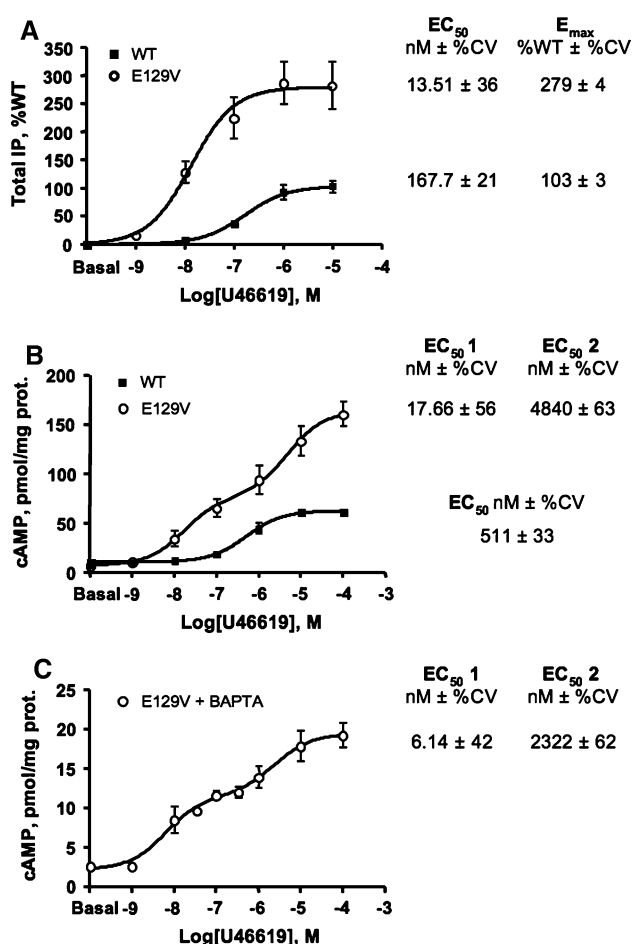 A
EC50 Emax
nM ± %CV %WT ± %CV
WT
E129V
13.51 ± 36 279 ± 4
167.7 ± 21 103 ± 3
Total IP, %WT
350
300
250
200
150
100
50
0
Basal -9 -8 -7 -6 -5 -4
Log[U46619], M
B
EC50 1 EC50 2
nM ± %CV nM ± %CV
WT
E129V
17.66 ± 56 4840 ± 63
EC50 nM ± %CV
511 ± 33
cAMP, pmol/mg prot.
200
150
100
50
0
Basal -9 -8 -7 -6 -5 -4 -3
Log[U46619], M
C
EC50 1 EC50 2
nM ± %CV nM ± %CV
E129V + BAPTA
6.14 ± 42 2322 ± 62
cAMP, pmol/mg prot.
25
20
15
10
5
0
Basal -9 -8 -7 -6 -5 -4 -3
Log[U46619], M